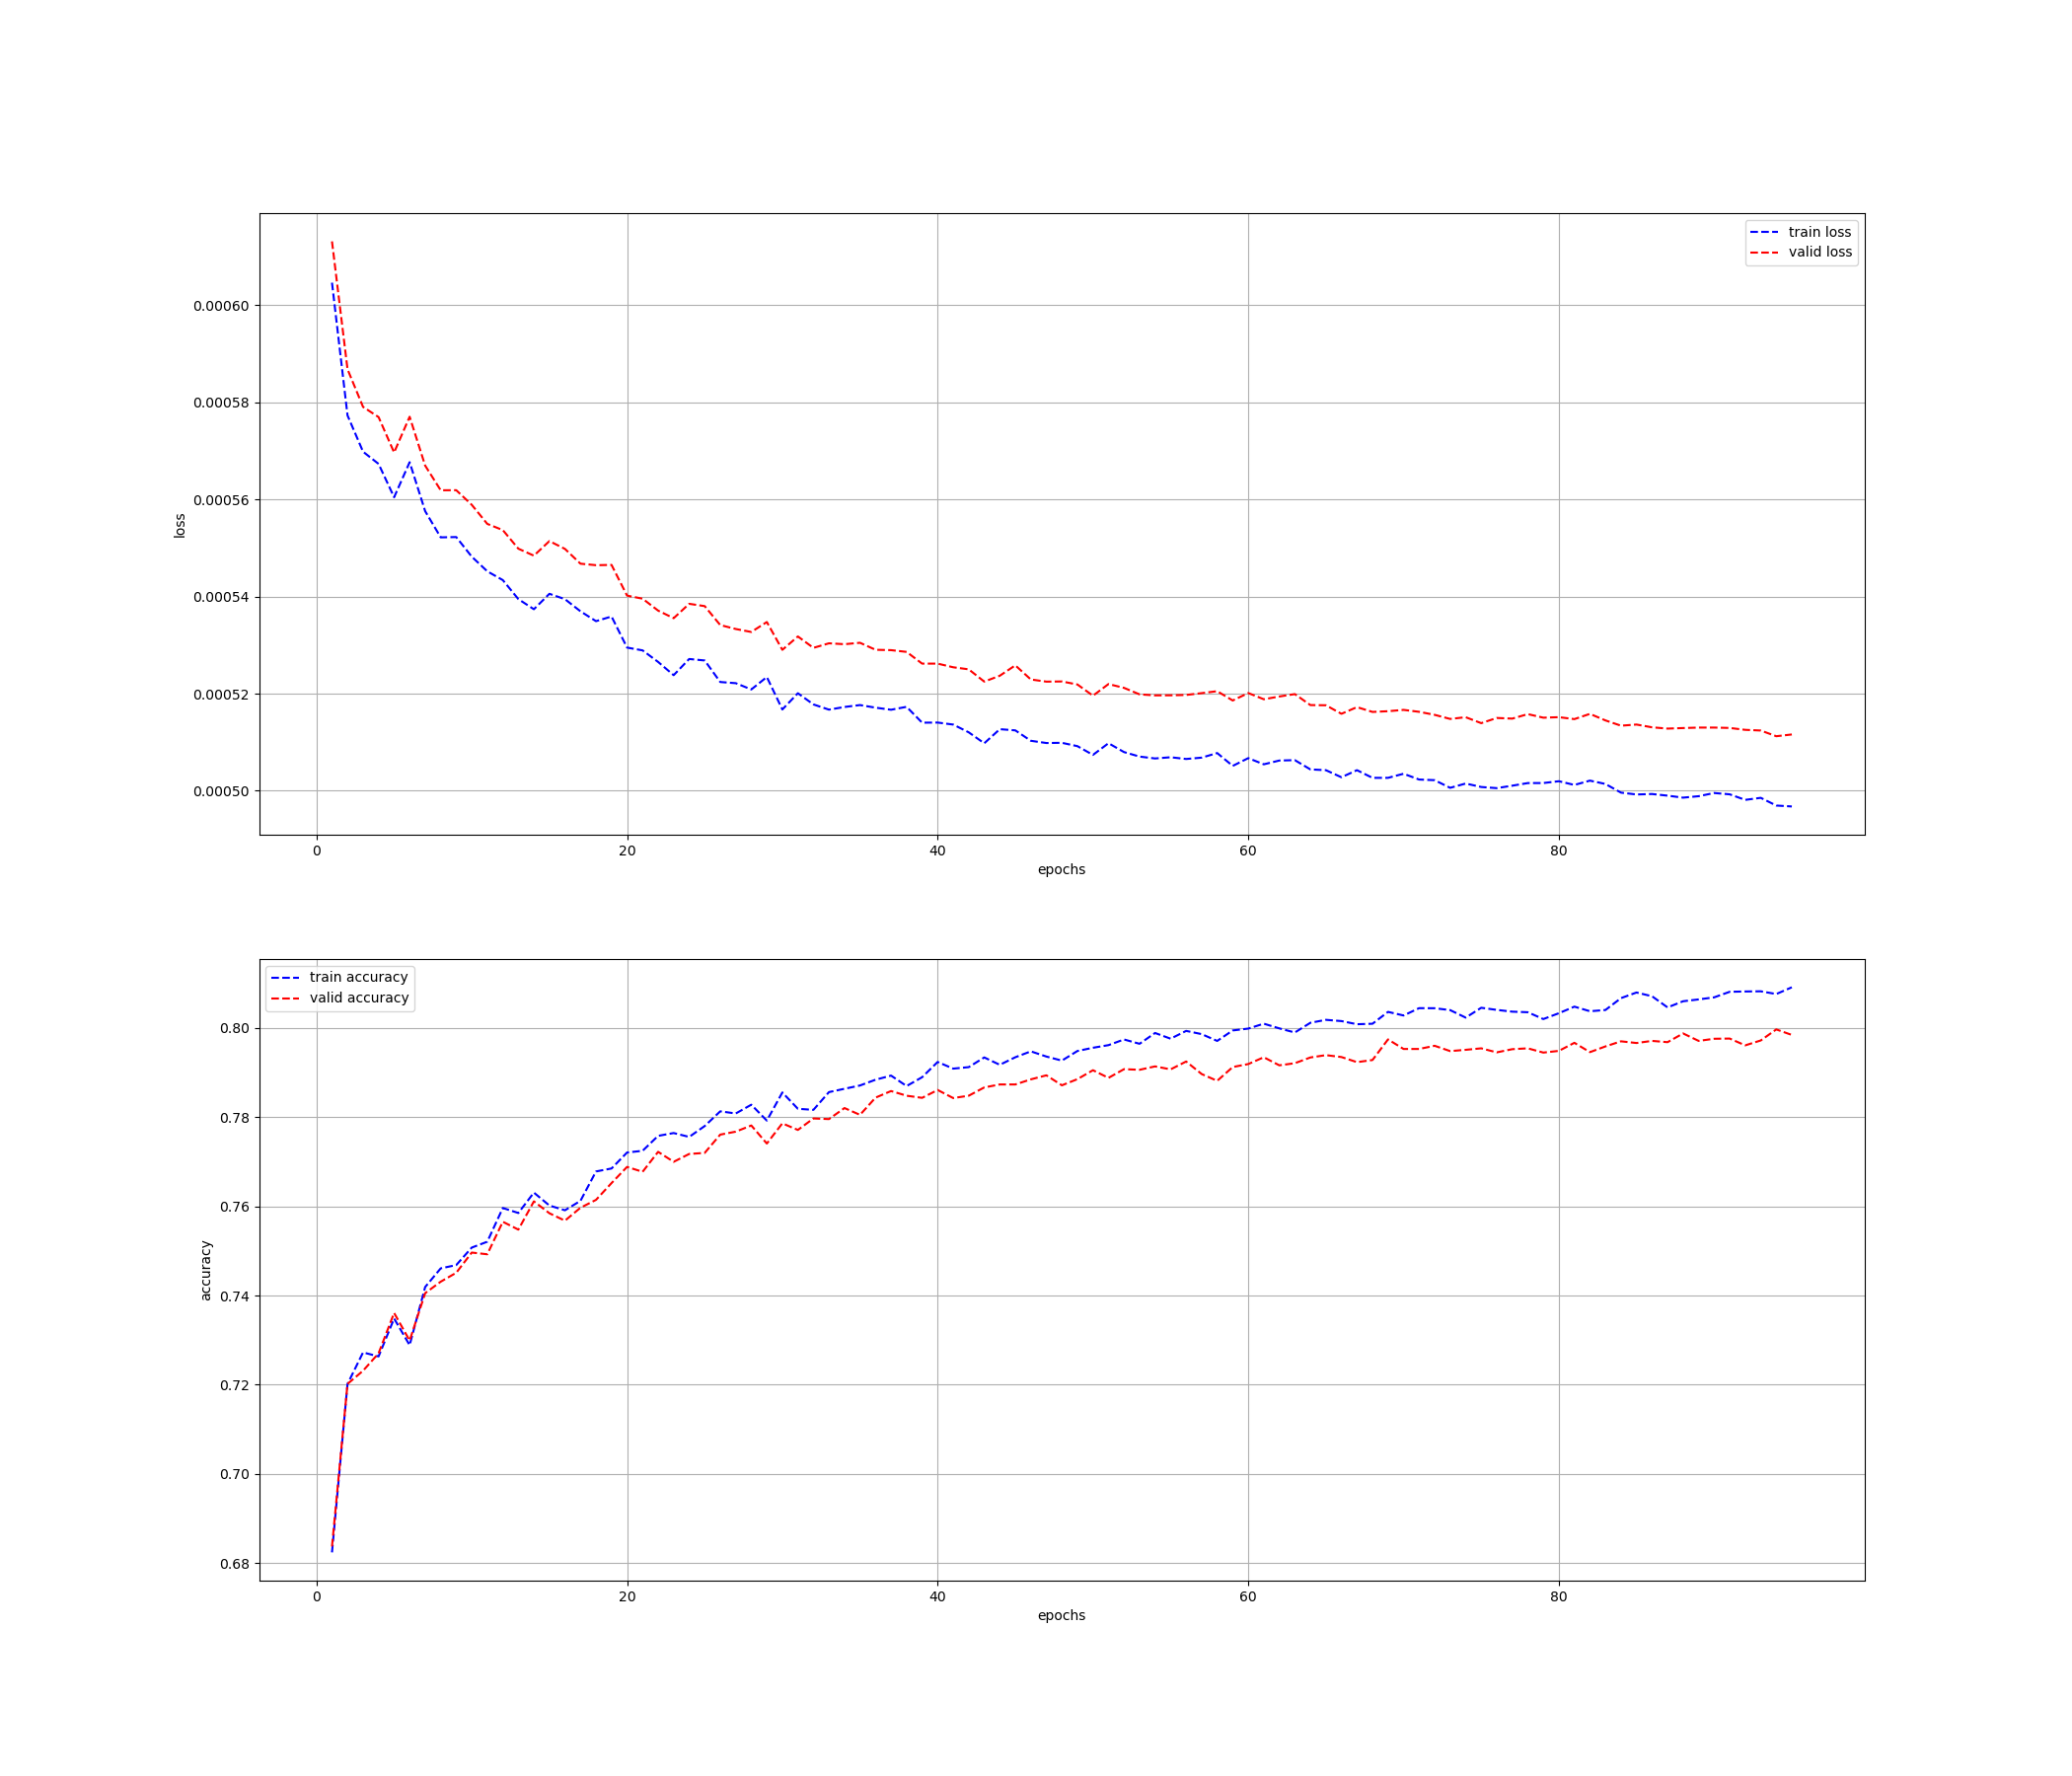 train loss
valid loss
0.00060
0.00058
0.00056
0.00054
0.00052
0.00050
loss
0 20 40 60 80
epochs
train accuracy
valid accuracy
0.80
0.78
0.76
0.74
0.72
0.70
0.68
accuracy
0 20 40 60 80
epochs